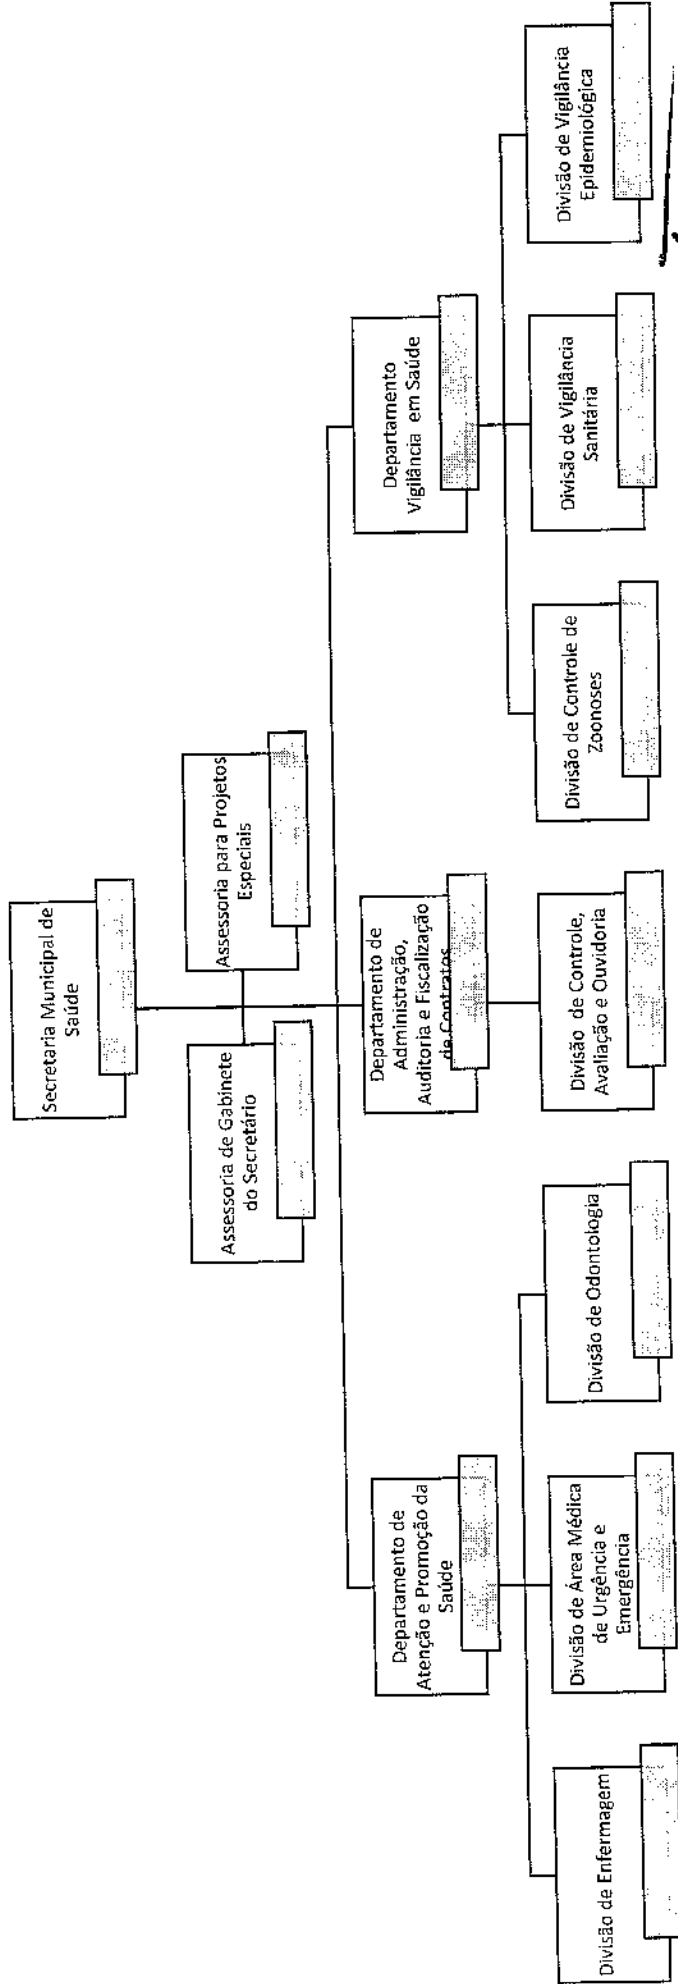 Secretaria Municipal de
Saúde
Assessoria de Gabinete
do Secretário
Assessoria para Projetos
Especiais
Departamento de
Atenção e Promoção da
Saúde
Departamento de
Administração,
Auditoria e Fiscalização
de Contratos
Departamento
Vigilância em Saúde
Divisão de Enfermagem
Divisão de Área Médica
de Urgência e
Emergência
Divisão de Odontologia
Divisão de Controle,
Avaliação e Ouvidoria
Divisão de Controle de
Zoonoses
Divisão de Vigilância
Sanitária
Divisão de Vigilância
Epidemiológica